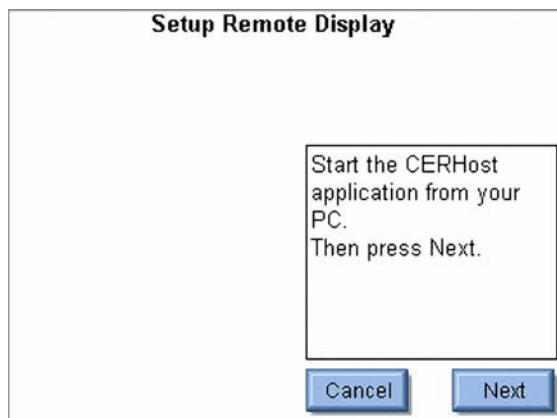 Setup Remote Display
Start the CERHost
application from your
PC.
Then press Next.
Cancel
Next